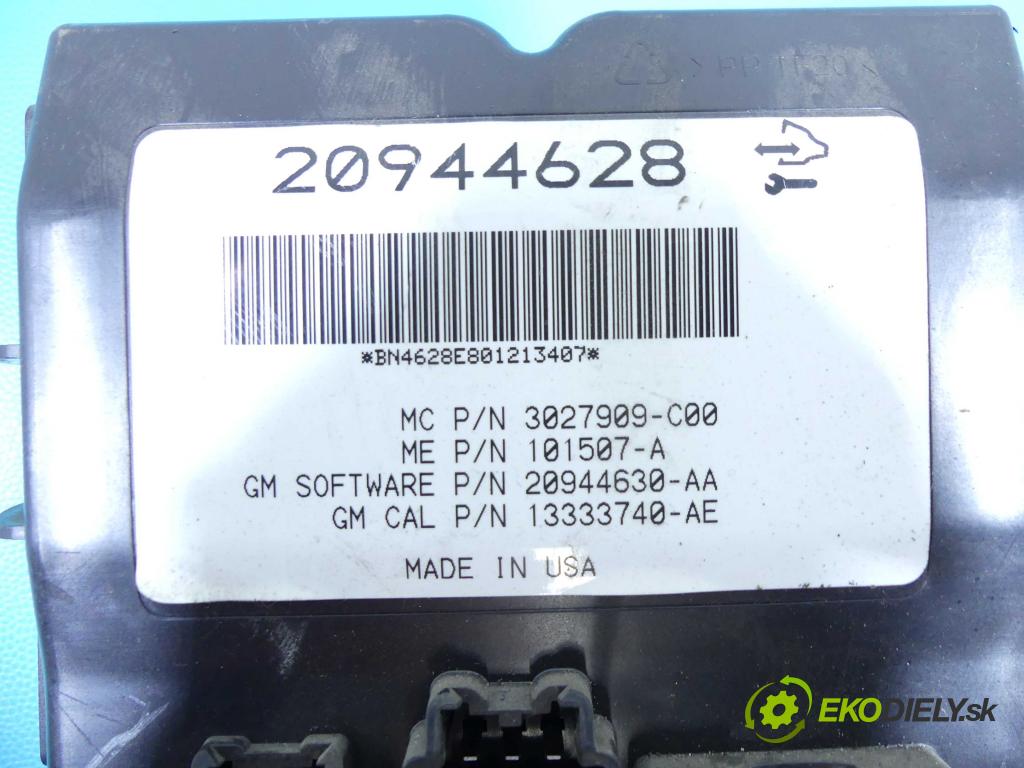 20944628
*BN4628E801213407*
MC P/N 3027909-C00
ME P/N 101507-A
GM SOFTWARE P/N 20944630-AA
GM CAL P/N 13333740-AE
MADE IN USA
EKODIELY.sk